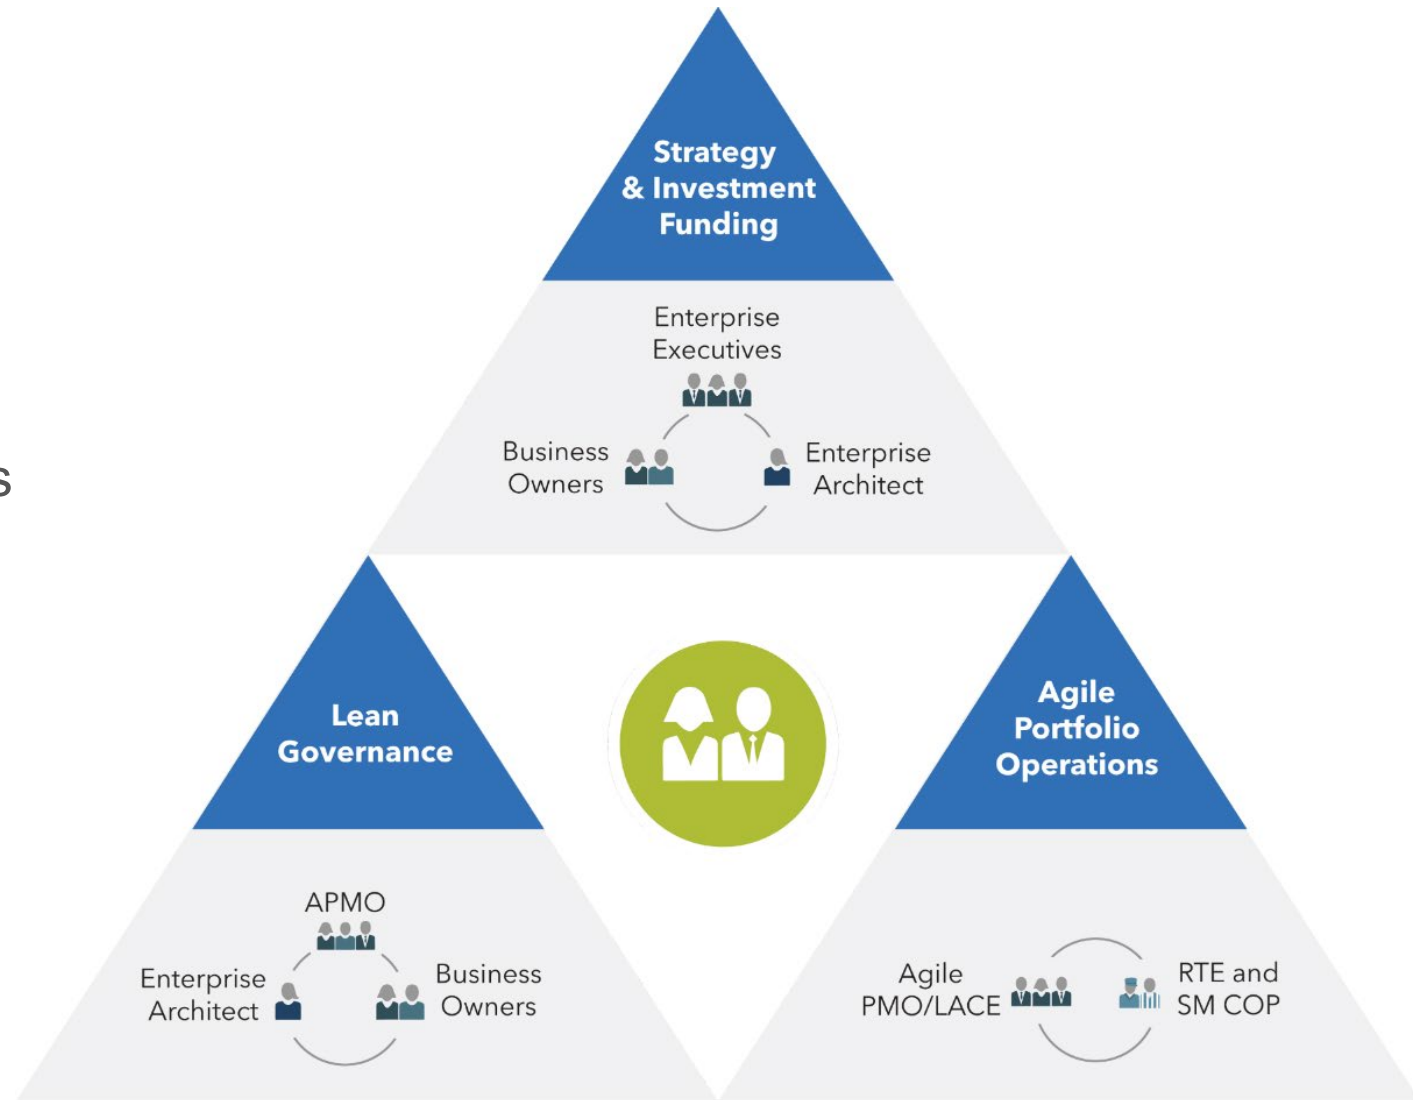 Strategy
& Investment
Funding
Enterprise
Executives
Business
Owners
Enterprise
Architect
s
Lean
Governance
APMO
Enterprise
Architect
Business
Owners
Agile
Portfolio
Operations
Agile
PMO/LACE
RTE and
SM COP